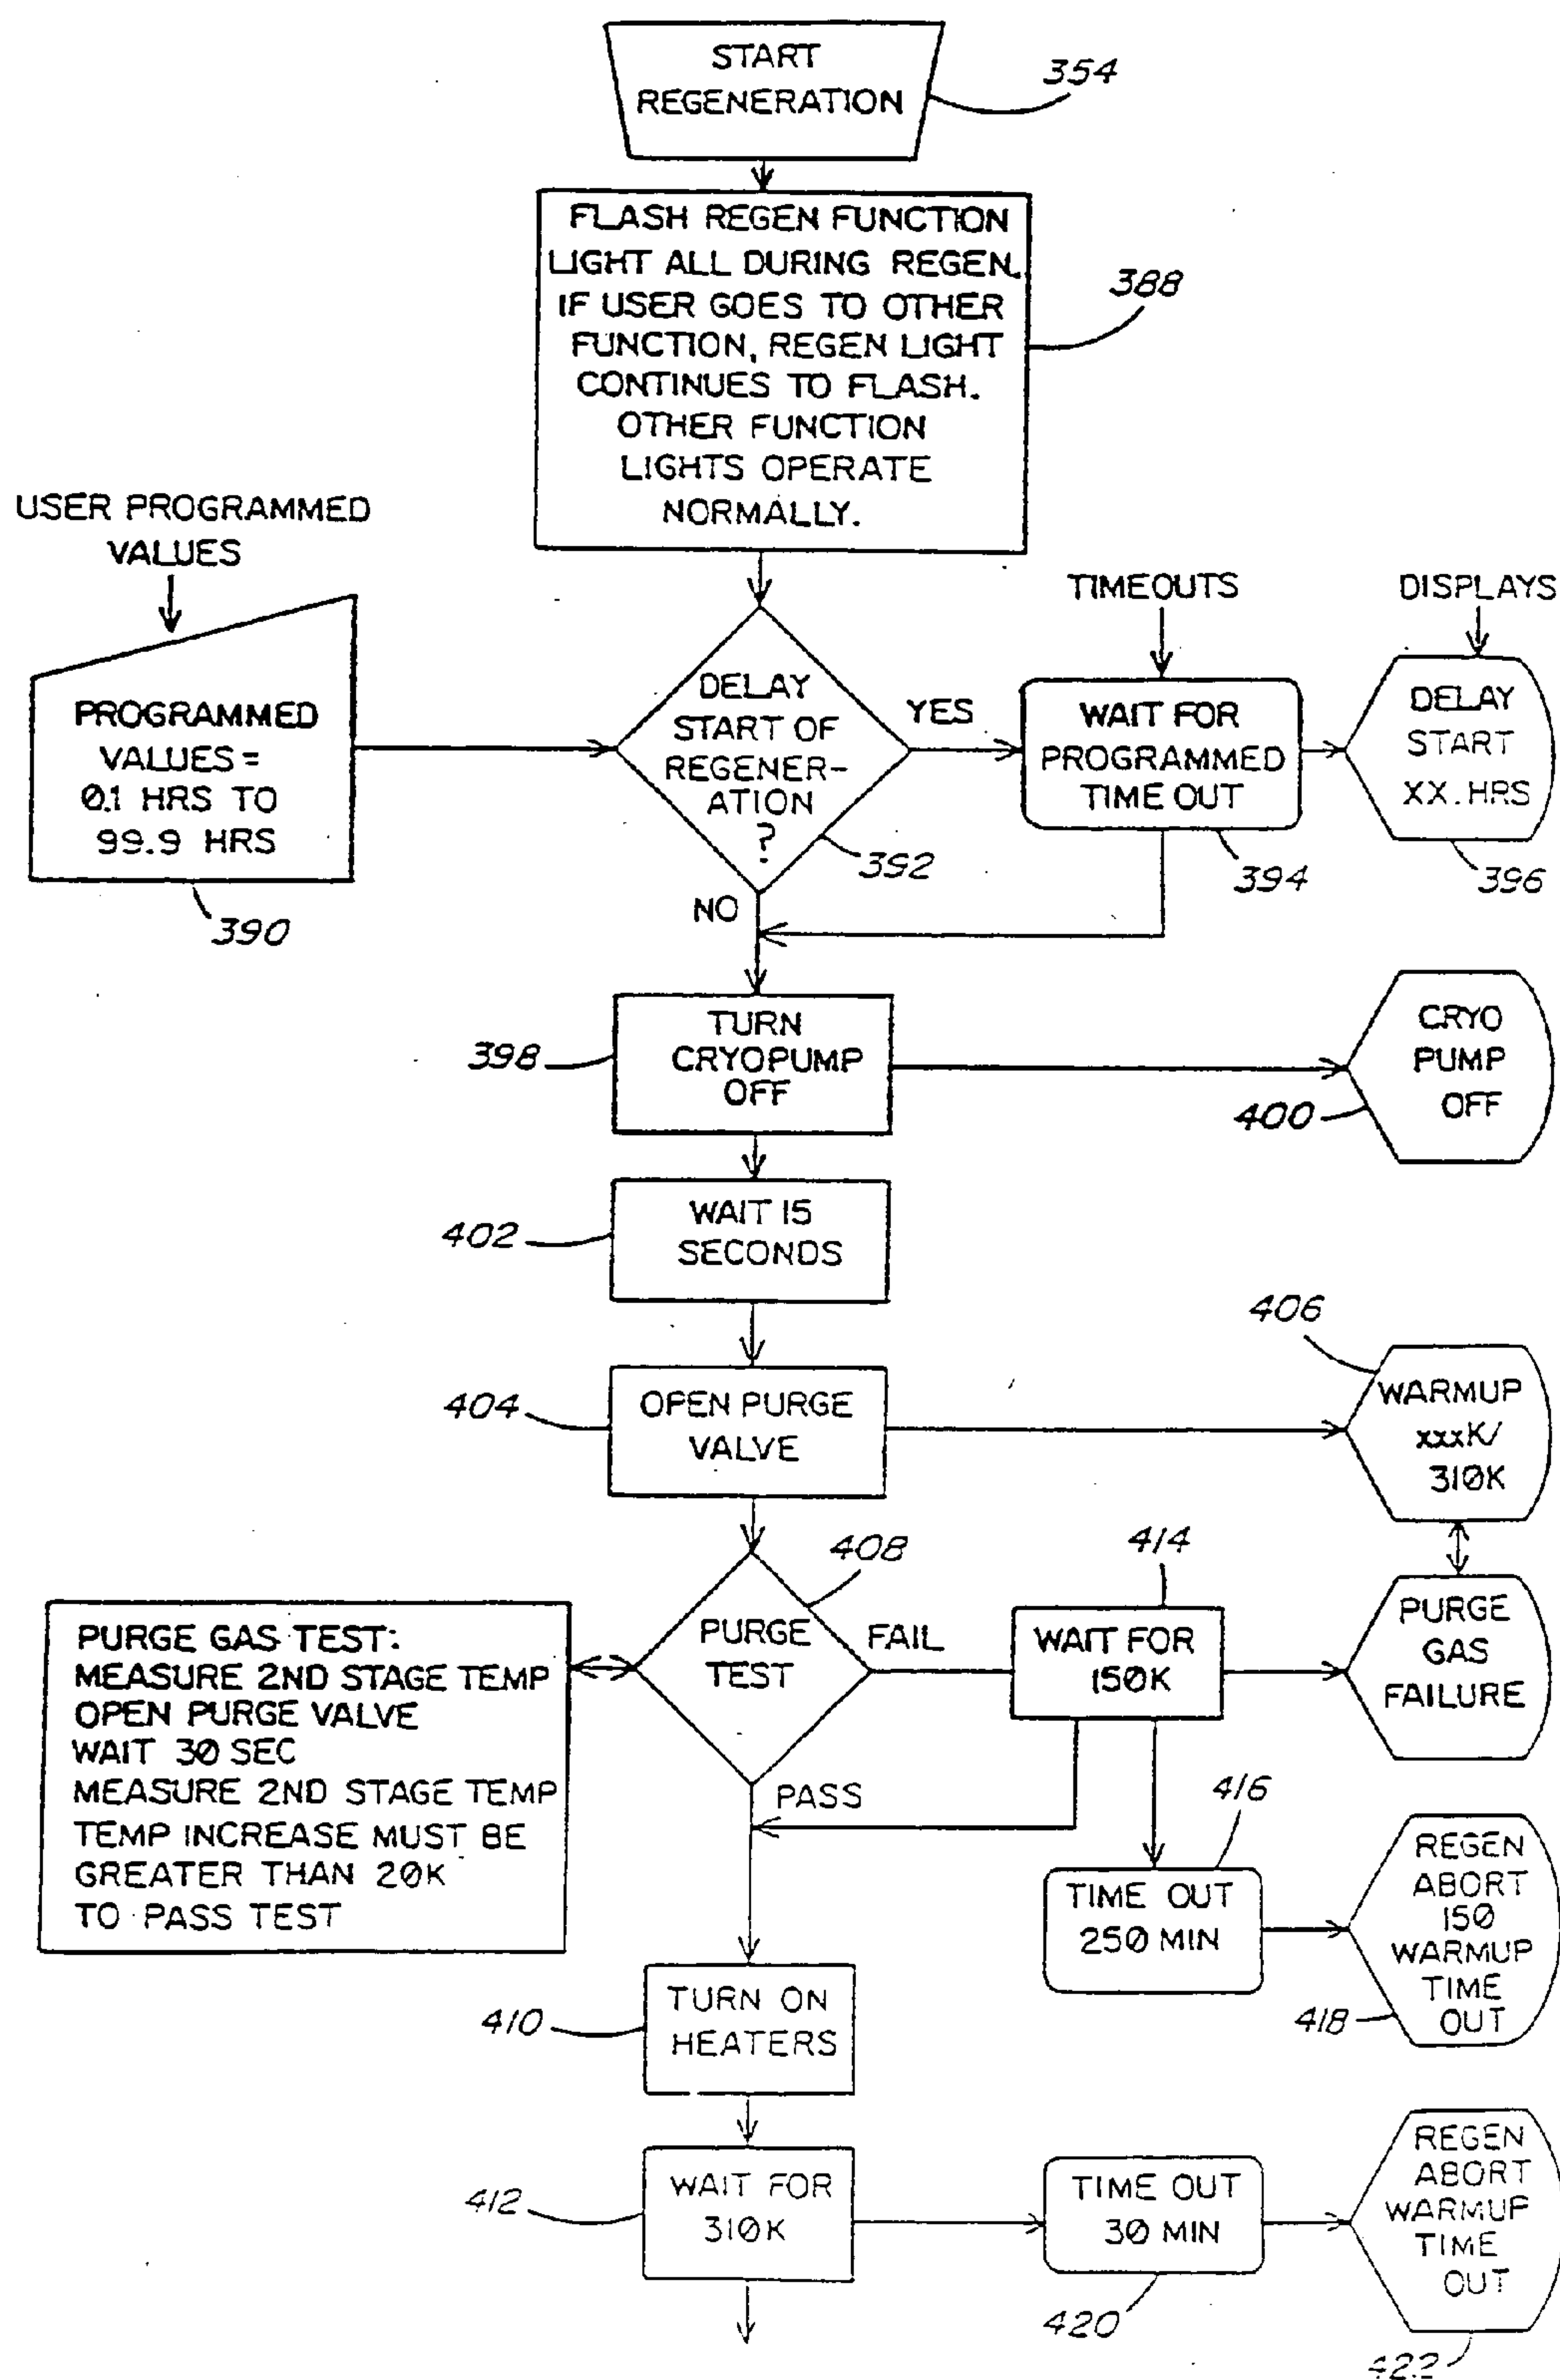 START
REGENERATION
354
FLASH REGEN FUNCTION
LIGHT ALL DURING REGEN.
IF USER GOES TO OTHER
FUNCTION, REGEN LIGHT
CONTINUES TO FLASH.
OTHER FUNCTION
LIGHTS OPERATE
NORMALLY.
388
USER PROGRAMMED
VALUES
PROGRAMMED
VALUES =
0.1 HRS TO
99.9 HRS
390
DELAY
START OF
REGENER-
ATION
?
392
YES
NO
TIMEOUTS
WAIT FOR
PROGRAMMED
TIME OUT
394
DISPLAYS
DELAY
START
XX.HRS
396
TURN
CRYOPUMP
OFF
398
CRYO
PUMP
OFF
400
WAIT 15
SECONDS
402
OPEN PURGE
VALVE
404
406
WARMUP
xxxK/
310K
PURGE
TEST
408
FAIL
PASS
PURGE GAS TEST:
MEASURE 2ND STAGE TEMP
OPEN PURGE VALVE
WAIT 30 SEC
MEASURE 2ND STAGE TEMP
TEMP INCREASE MUST BE
GREATER THAN 20K
TO PASS TEST
414
WAIT FOR
150K
PURGE
GAS
FAILURE
416
TIME OUT
250 MIN
REGEN
ABORT
150
WARMUP
TIME
OUT
418
TURN ON
HEATERS
410
WAIT FOR
310K
412
TIME OUT
30 MIN
420
REGEN
ABORT
WARMUP
TIME
OUT
422